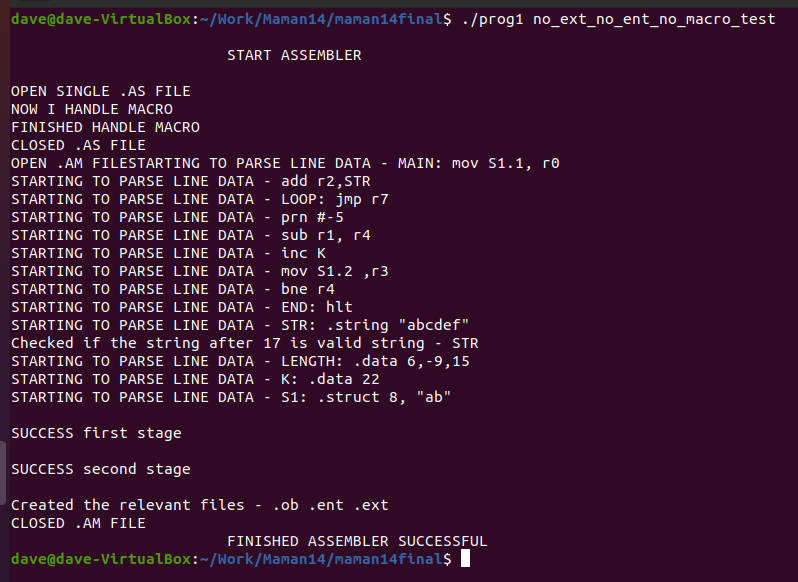 dave@dave-VirtualBox:~/Work/Maman14/maman14final$ ./prog1 no_ext_no_ent_no_macro_test
START ASSEMBLER
OPEN SINGLE .AS FILE
NOW I HANDLE MACRO
FINISHED HANDLE MACRO
CLOSED .AS FILE
OPEN .AM FILESTARTING TO PARSE LINE DATA - MAIN: mov S1.1, r0
STARTING TO PARSE LINE DATA - add r2,STR
STARTING TO PARSE LINE DATA - LOOP: jmp r7
STARTING TO PARSE LINE DATA - prn #-5
STARTING TO PARSE LINE DATA - sub r1, r4
STARTING TO PARSE LINE DATA - inc K
STARTING TO PARSE LINE DATA - mov S1.2 ,r3
STARTING TO PARSE LINE DATA - bne r4
STARTING TO PARSE LINE DATA - END: hlt
STARTING TO PARSE LINE DATA - STR: .string "abcdef"
Checked if the string after 17 is valid string - STR
STARTING TO PARSE LINE DATA - LENGTH: .data 6,-9,15
STARTING TO PARSE LINE DATA - K: .data 22
STARTING TO PARSE LINE DATA - S1: .struct 8, "ab"
SUCCESS first stage
SUCCESS second stage
Created the relevant files - .ob .ent .ext
CLOSED .AM FILE
FINISHED ASSEMBLER SUCCESSFUL
dave@dave-VirtualBox:~/Work/Maman14/maman14final$